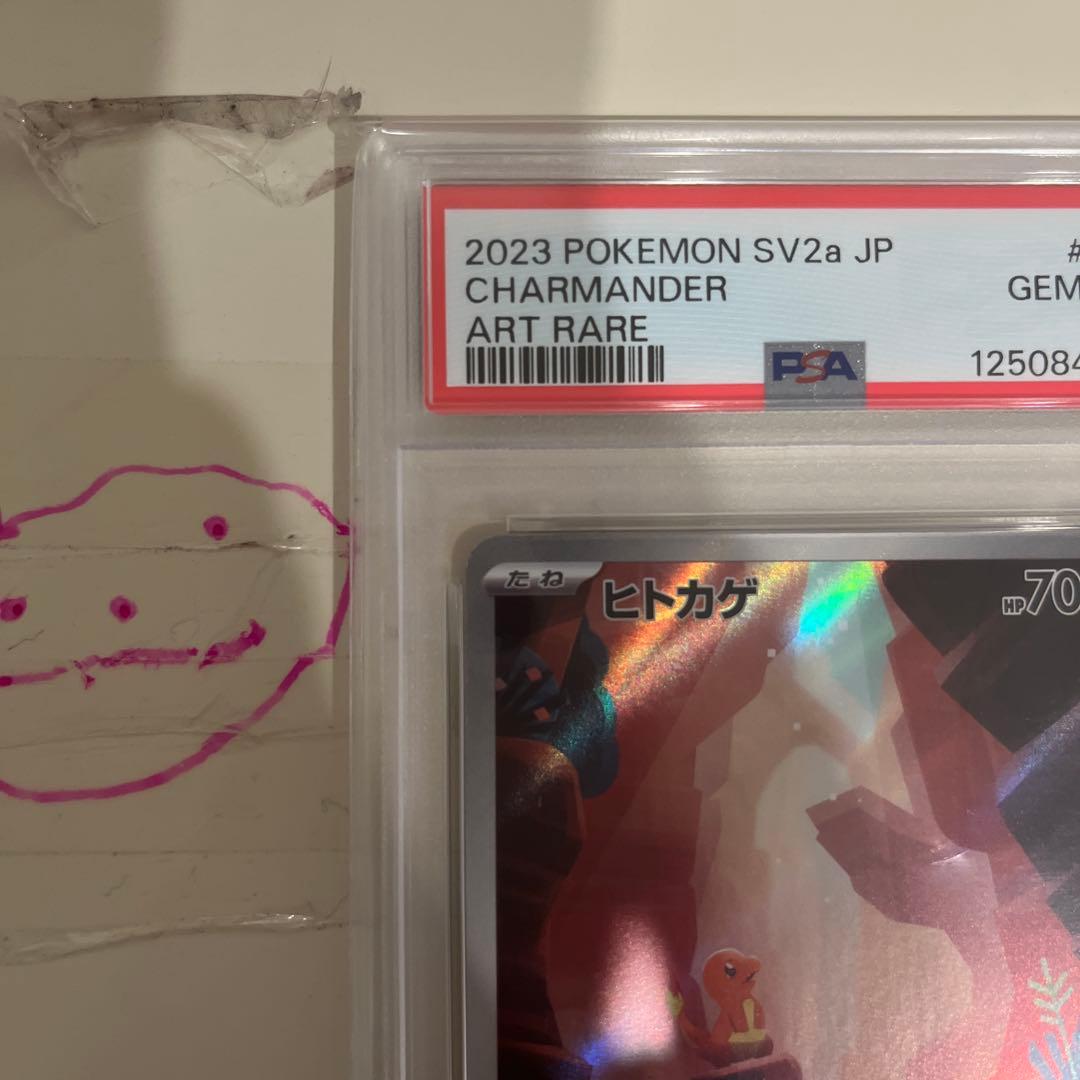 2023 POKEMON SV2a JP #
CHARMANDER GEM
ART RARE
PSA 125084
たね ヒトカゲ HP70